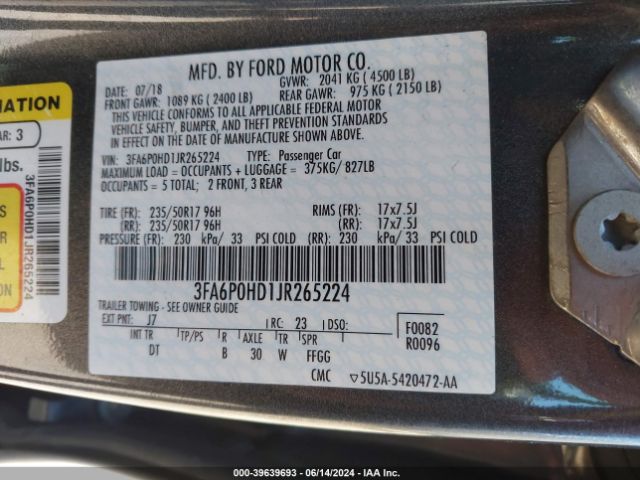 MFD. BY FORD MOTOR CO.
DATE: 07/18 GVWR: 2041 KG ( 4500 LB)
FRONT GAWR: 1089 KG ( 2400 LB) REAR GAWR: 975 KG ( 2150 LB)
THIS VEHICLE CONFORMS TO ALL APPLICABLE FEDERAL MOTOR
VEHICLE SAFETY, BUMPER, AND THEFT PREVENTION STANDARDS
IN EFFECT ON THE DATE OF MANUFACTURE SHOWN ABOVE.
VIN: 3FA6P0HD1JR265224 TYPE: Passenger Car
MAXIMUM LOAD = OCCUPANTS + LUGGAGE = 375KG/ 827LB
OCCUPANTS = 5 TOTAL; 2 FRONT, 3 REAR
TIRE (FR): 235/50R17 96H RIMS (FR): 17x7.5J
(RR): 235/50R17 96H (RR): 17x7.5J
PRESSURE (FR): 230 kPa/ 33 PSI COLD (RR): 230 kPa/ 33 PSI COLD
3FA6P0HD1JR265224
TRAILER TOWING - SEE OWNER GUIDE
EXT PNT: J7 RC: 23 DSO: F0082
INT TR TP/PS R AXLE TR SPR R0096
DT B 30 W FFGG
CMC ▽5U5A-5420472-AA
MATION
AR: 3
lbs.
3FA6P0HD1JR265224
S
R
L
ION
000-39639693 - 06/14/2024 - IAA Inc.